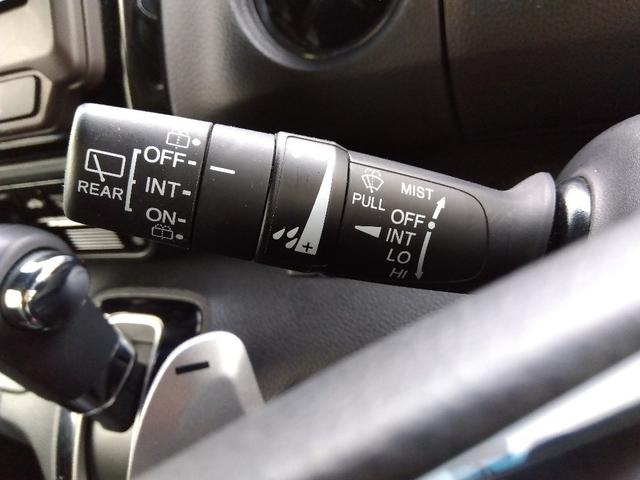 OFF-
REAR
INT-
ON-
+
PULL
MIST
OFF
INT
LO
HI